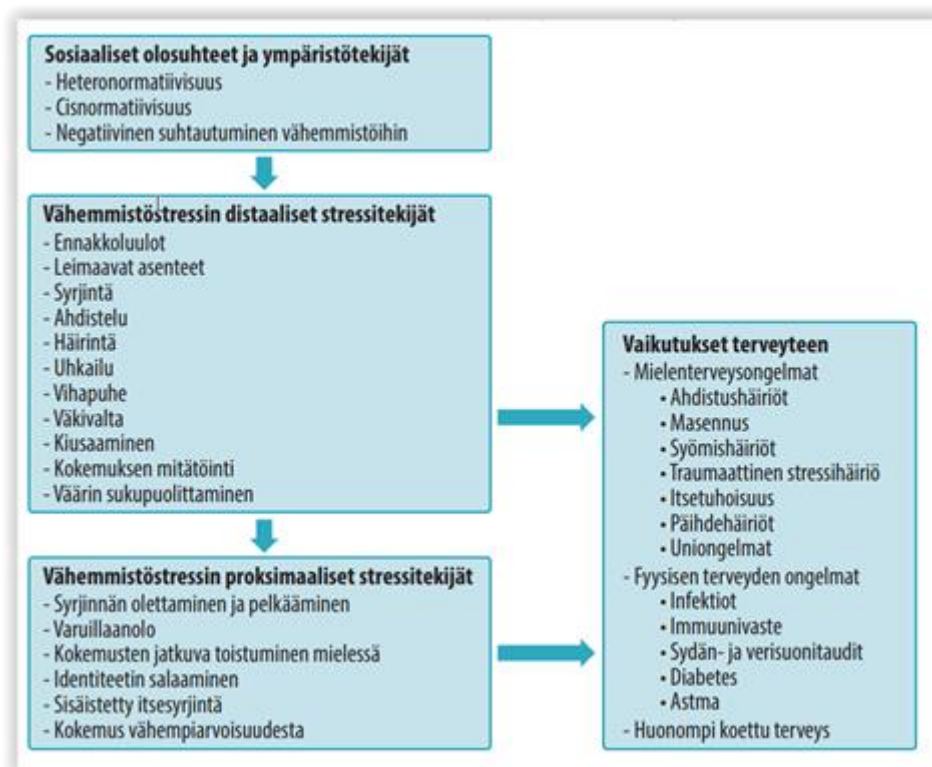 Sosiaaliset olosuhteet ja ympäristötekijät
- Heteronormatiivisuus
- Cisnormatiivisuus
- Negatiivinen suhtautuminen vähemmistöihin
Vähemmistöstressin distaaliset stressitekijät
- Ennakkoluulot
- Leimaavat asenteet
- Syrjintä
- Ahdistelu
- Häirintä
- Uhkailu
- Vihapuhe
- Väkivalta
- Kiusaaminen
- Kokemuksen mitätöinti
- Väärin sukupuolittaminen
Vähemmistöstressin proksimaaliset stressitekijät
- Syrjinnän olettaminen ja pelkääminen
- Varuillaanolo
- Kokemusten jatkuva toistuminen mielessä
- Identiteetin salaaminen
- Sisäistetty itsesyrjintä
- Kokemus vähempiarvoisuudesta
Vaikutukset terveyteen
- Mielenterveysongelmat
• Ahdistushäiriöt
• Masennus
• Syömishäiriöt
• Traumaattinen stressihäiriö
• Itsetuhoisuus
• Päihdehäiriöt
• Uniongelmat
- Fyysisen terveyden ongelmat
• Infektiot
• Immuunivaste
• Sydän- ja verisuonitaudit
• Diabetes
• Astma
- Huonompi koettu terveys